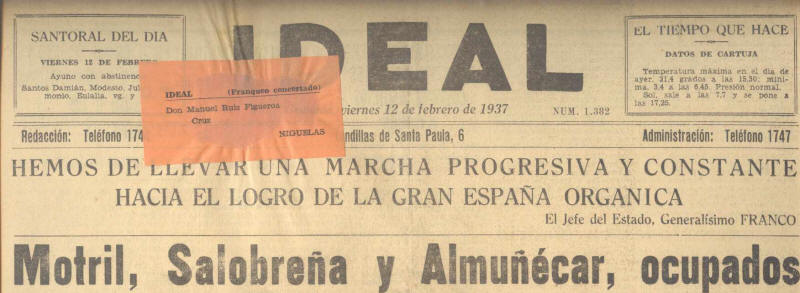 SANTORAL DEL DIA
VIERNES 12 DE FEBRERO
Ayuno con abstinenc
Santos Damián, Modesto, Jul
monio, Eulalia, vg. y
IDEAL
viernes 12 de febrero de 1937
NUM. 1.382
EL TIEMPO QUE HACE
DATOS DE CARTUJA
Temperatura máxima en el día de
ayer, 31,4 grados a las 15,30; míni-
ma, 3,4 a las 6,45. Presión normal.
Sol, sale a las 7,7 y se pone a
las 17,25.
IDEAL (Franqueo concertado)
Don Manuel Ruiz Figueroa
Cruz
NIGUELAS
Redacción: Teléfono 174
ndillas de Santa Paula, 6
Administración: Teléfono 1747
HEMOS DE LLEVAR UNA MARCHA PROGRESIVA Y CONSTANTE
HACIA EL LOGRO DE LA GRAN ESPAÑA ORGANICA
El Jefe del Estado, Generalísimo FRANCO
Motril, Salobreña y Almuñécar, ocupados